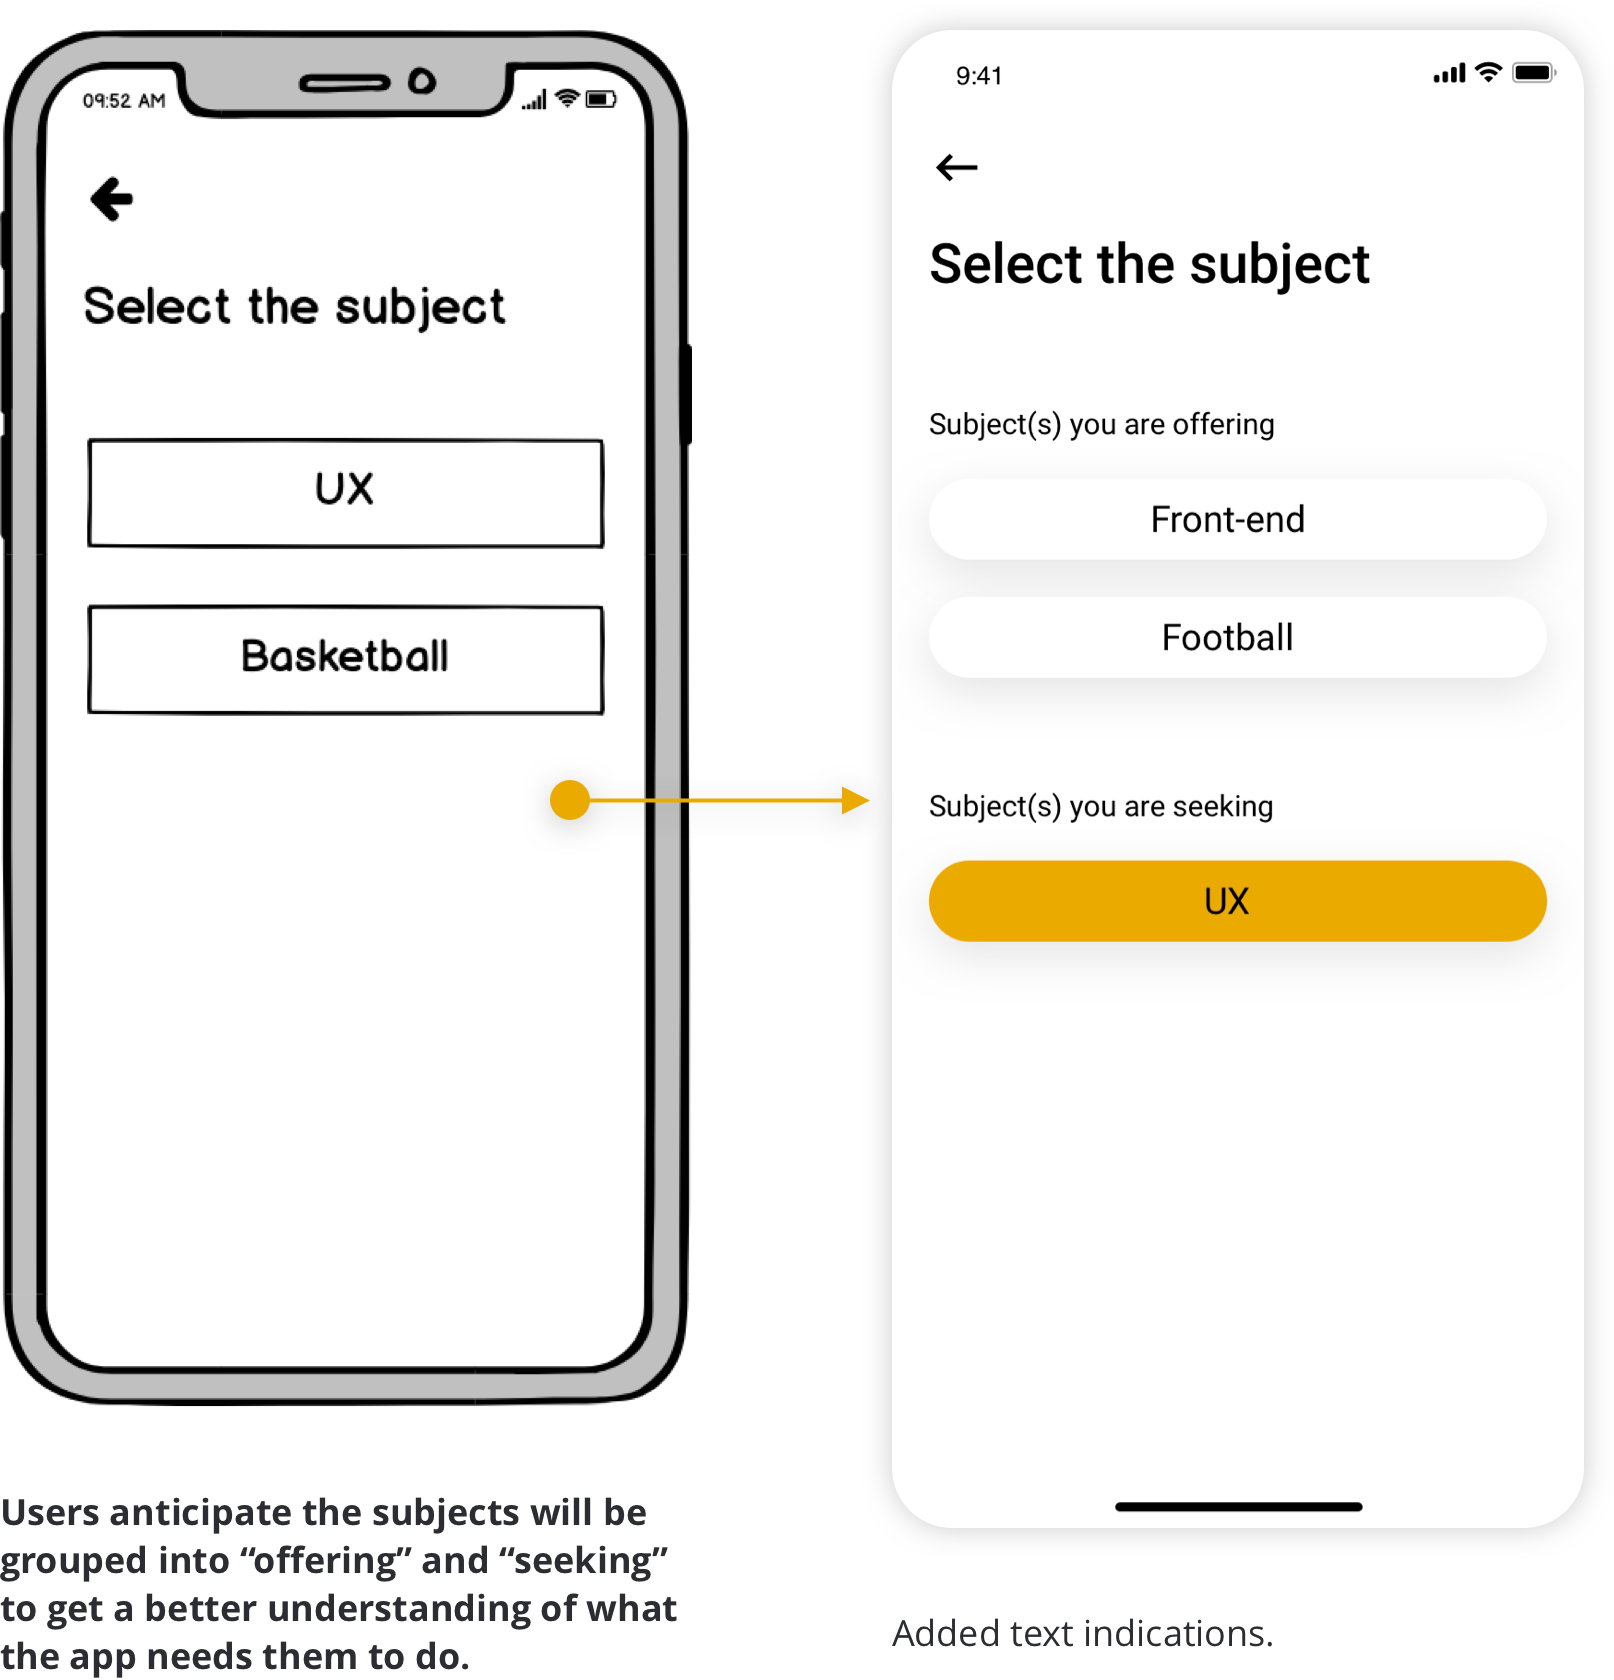 09:52 AM
Select the subject
UX
Basketball
Users anticipate the subjects will be
grouped into “offering” and “seeking”
to get a better understanding of what
the app needs them to do.
9:41
Select the subject
Subject(s) you are offering
Front-end
Football
Subject(s) you are seeking
UX
Added text indications.